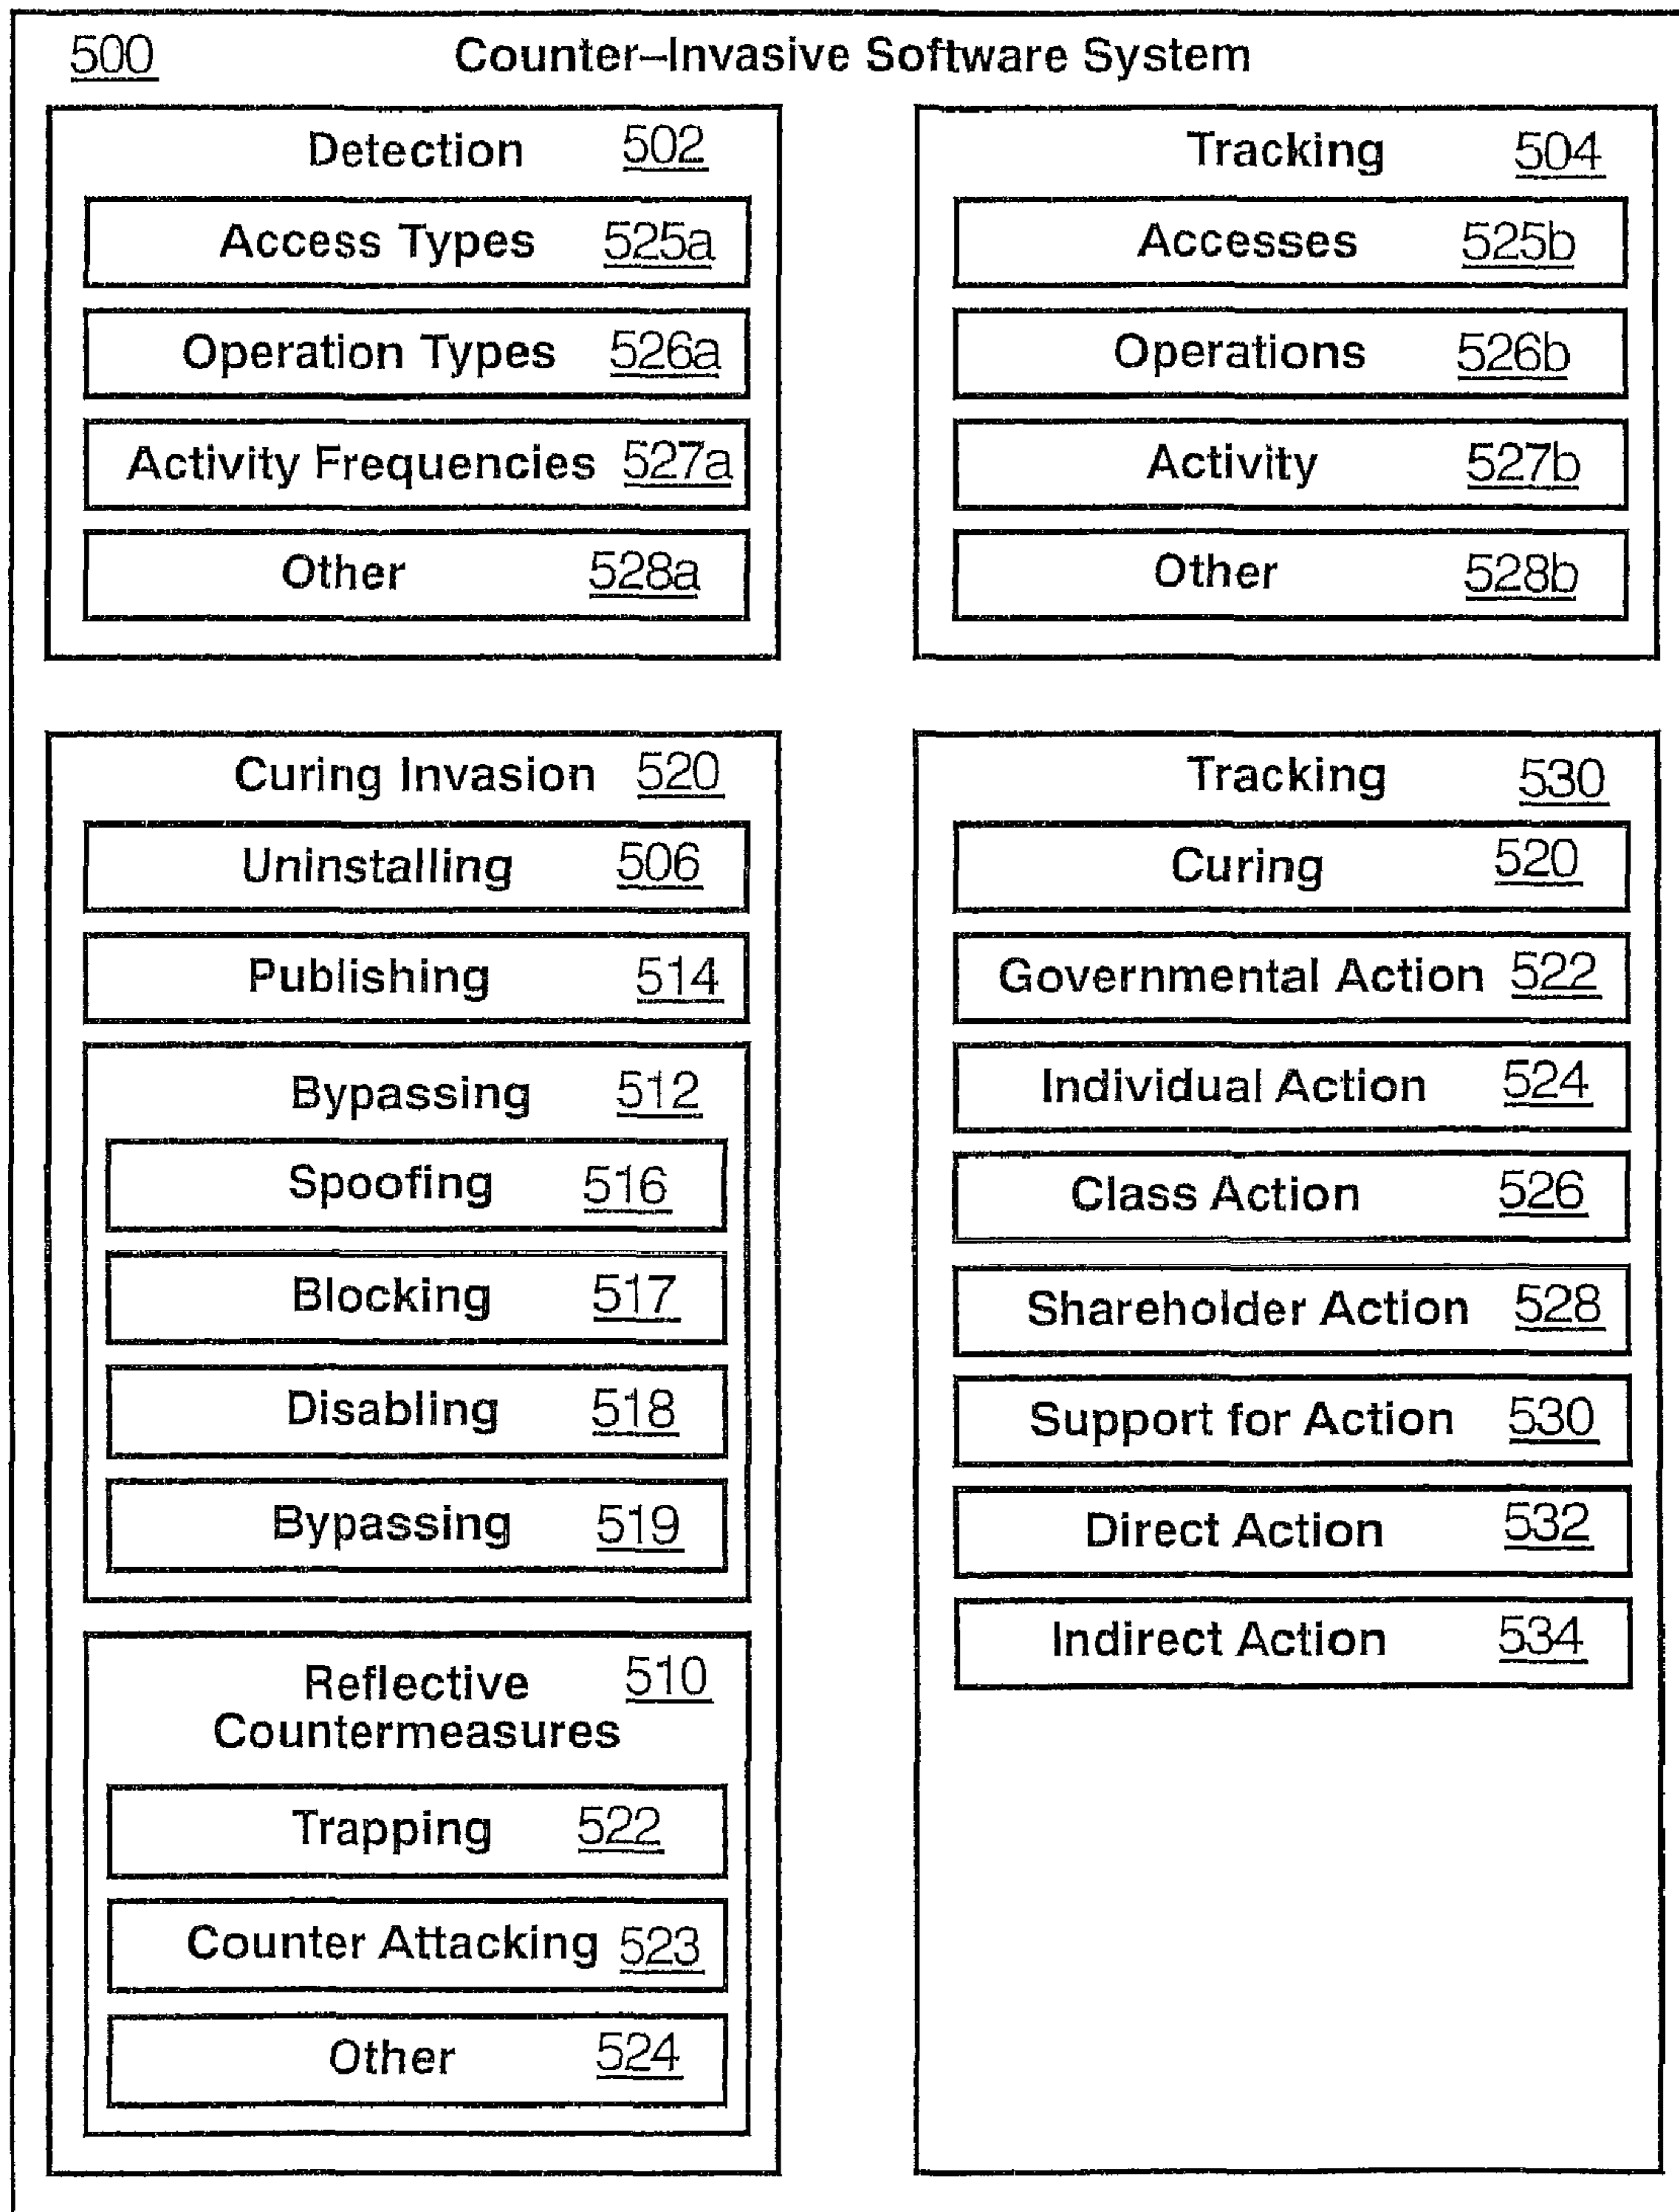 500 Counter-Invasive Software System
Detection 502
Access Types 525a
Operation Types 526a
Activity Frequencies 527a
Other 528a
Tracking 504
Accesses 525b
Operations 526b
Activity 527b
Other 528b
Curing Invasion 520
Uninstalling 506
Publishing 514
Bypassing 512
Spoofing 516
Blocking 517
Disabling 518
Bypassing 519
Reflective 510
Countermeasures
Trapping 522
Counter Attacking 523
Other 524
Tracking 530
Curing 520
Governmental Action 522
Individual Action 524
Class Action 526
Shareholder Action 528
Support for Action 530
Direct Action 532
Indirect Action 534